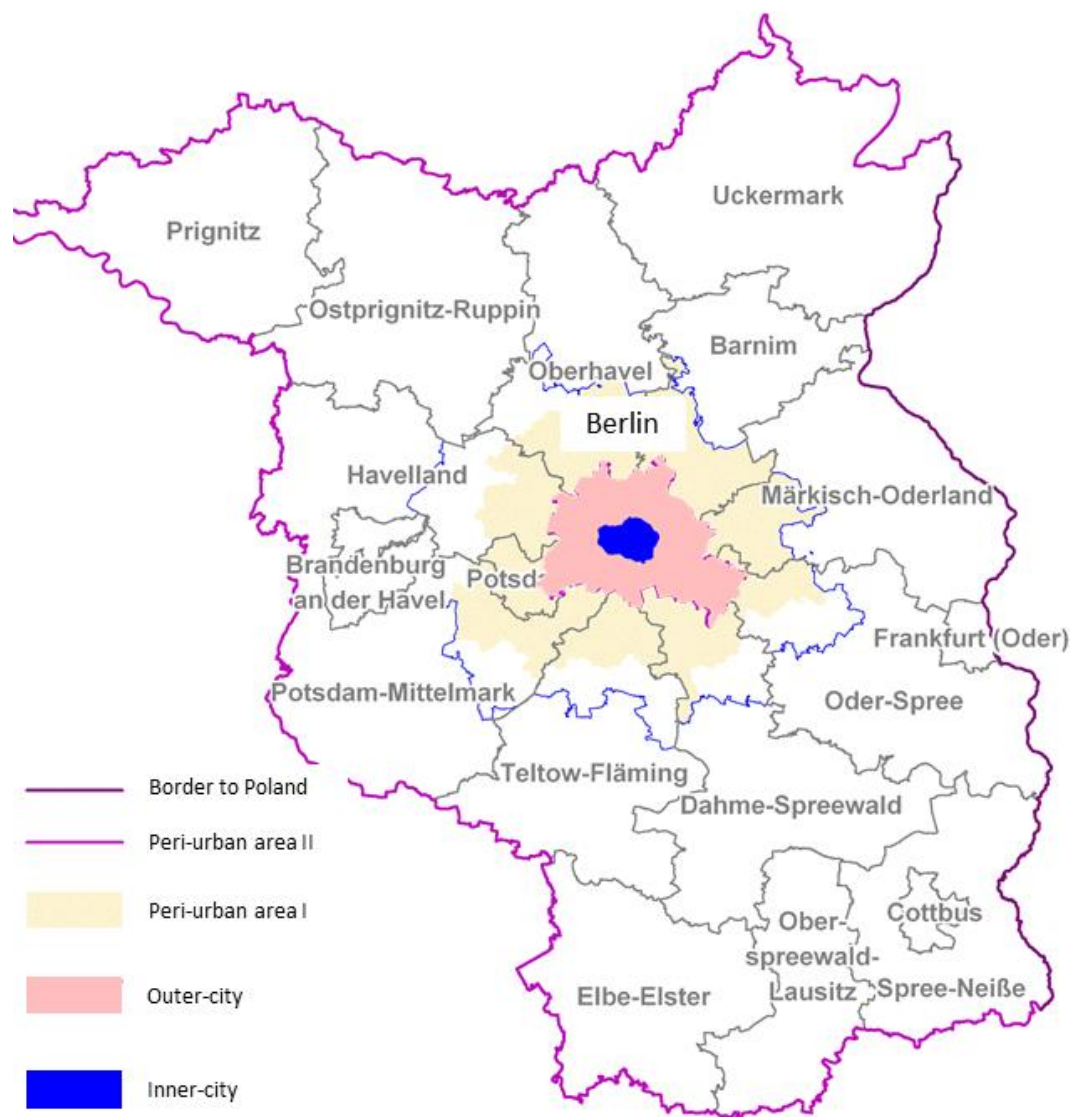 Uckermark
Prignitz
Ostprignitz-Ruppin
Barnim
Oberhavel
Berlin
Havelland
Märkisch-Oderland
Brandenburg
an der Havel
Potsd
Frankfurt (Oder)
Potsdam-Mittelmark
Oder-Spree
Teltow-Fläming
Dahme-Spreewald
Cottbus
Ober-
spreewald-
Lausitz
Spree-Neiße
Elbe-Elster
Border to Poland
Peri-urban area II
Peri-urban area I
Outer-city
Inner-city